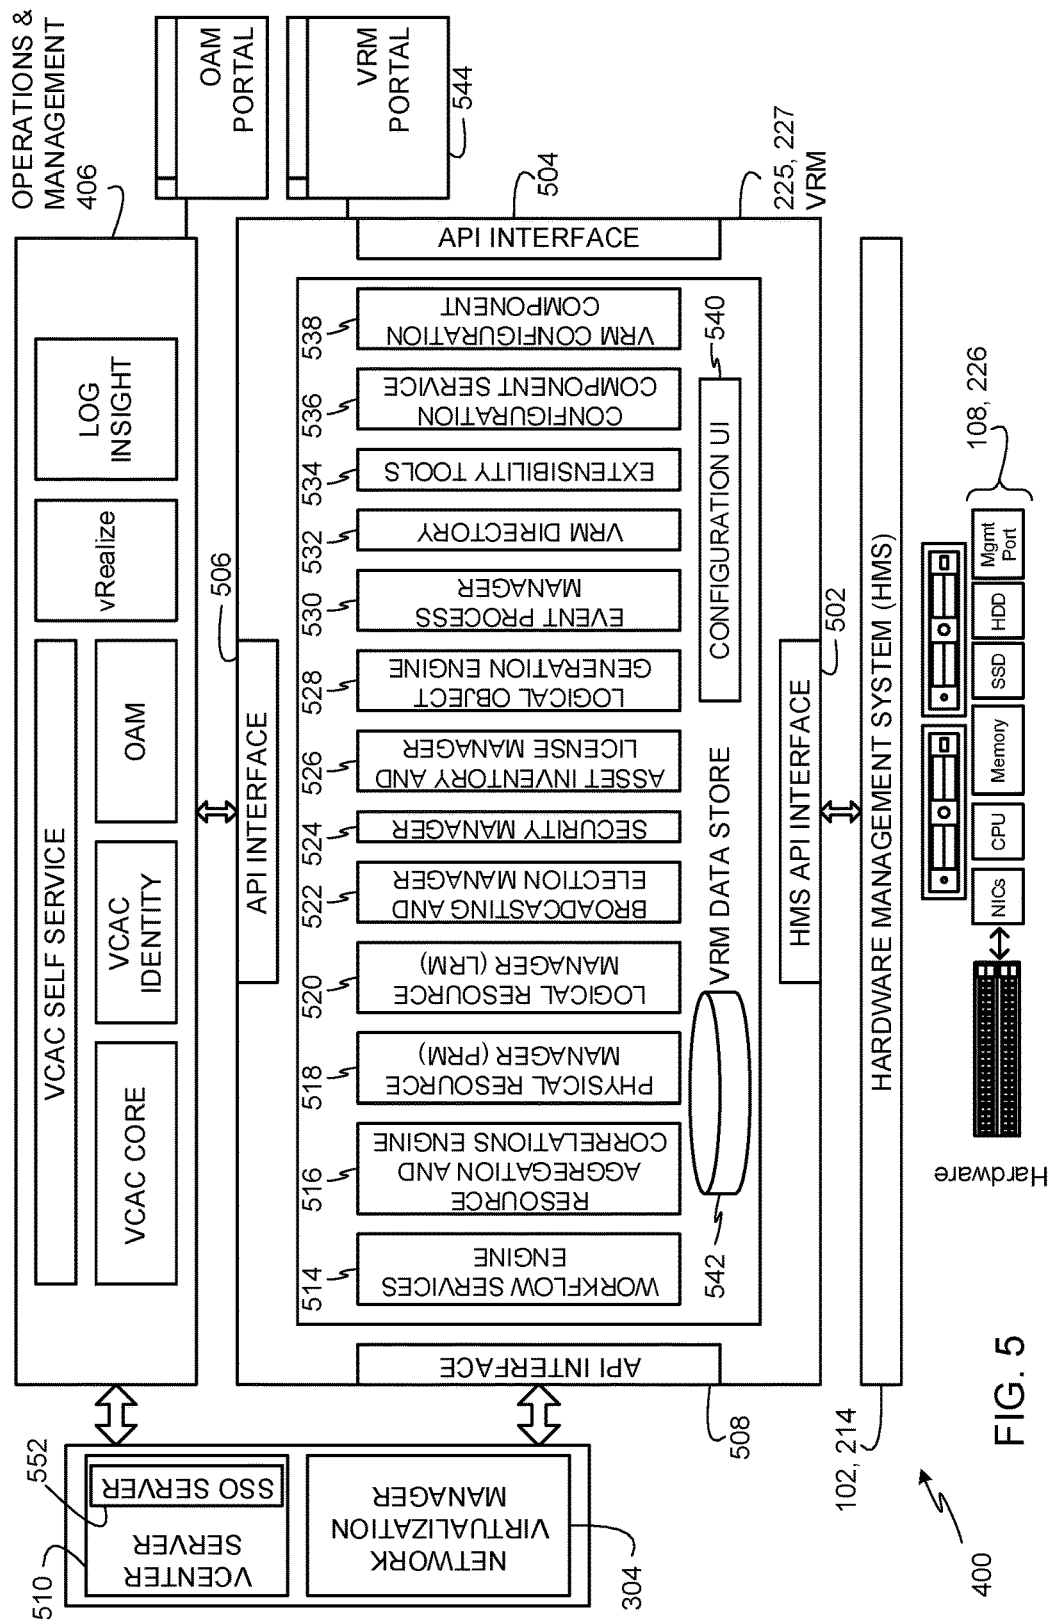 OPERATIONS &
MANAGEMENT
406
VCAC SELF SERVICE
VCAC CORE
VCAC
IDENTITY
OAM
vRealize
LOG
INSIGHT
OAM
PORTAL
VRM
PORTAL
544
510
VCENTER
SERVER
SSO SERVER
552
NETWORK
VIRTUALIZATION
MANAGER
304
API INTERFACE
506
API INTERFACE
504
225, 227
VRM
API INTERFACE
508
514
WORKFLOW SERVICES
ENGINE
516
RESOURCE
AGGREGATION AND
CORRELATIONS ENGINE
518
PHYSICAL RESOURCE
MANAGER (PRM)
520
LOGICAL RESOURCE
MANAGER (LRM)
522
BROADCASTING AND
ELECTION MANAGER
524
SECURITY MANAGER
526
ASSET INVENTORY AND
LICENSE MANAGER
528
LOGICAL OBJECT
GENERATION ENGINE
530
EVENT PROCESS
MANAGER
532
VRM DIRECTORY
534
EXTENSIBILITY TOOLS
536
CONFIGURATION
COMPONENT SERVICE
538
VRM CONFIGURATION
COMPONENT
542
VRM DATA STORE
CONFIGURATION UI
540
HMS API INTERFACE
502
HARDWARE MANAGEMENT SYSTEM (HMS)
102, 214
Hardware
NICs
CPU
Memory
SSD
HDD
Mgmt
Port
108, 226
400
FIG. 5